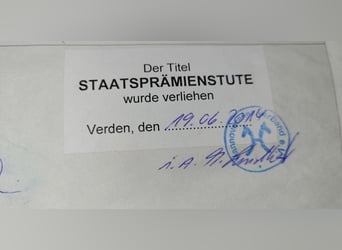 Der Titel
STAATSPRÄMIENSTUTE
wurde verliehen
Verden, den 19.06.2014
i.A.